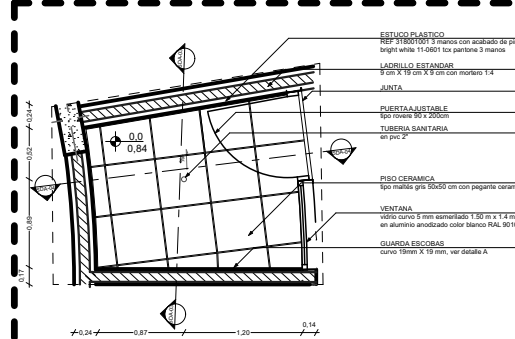 ESTUCO PLASTICO
REF 318001001 3 manos con acabado de pi
bright white 11-0601 tcx pantone 3 manos
LADRILLO ESTANDAR
9 cm X 19 cm X 9 cm con mortero 1:4
JUNTA
PUERTA AJUSTABLE
tipo rovere 90 x 200cm
TUBERIA SANITARIA
en pvc 2"
PISO CERAMICA
tipo maltés gris 50x50 cm con pegante ceram
VENTANA
vidrio curvo 5 mm esmerilado 1.50 m x 1.4 m
en aluminio anodizado color blanco RAL 9010
GUARDA ESCOBAS
curvo 19mm X 19 mm, ver detalle A
0,0
0,84
0,24
0,52
0,89
0,17
0,24
0,87
1,20
0,14